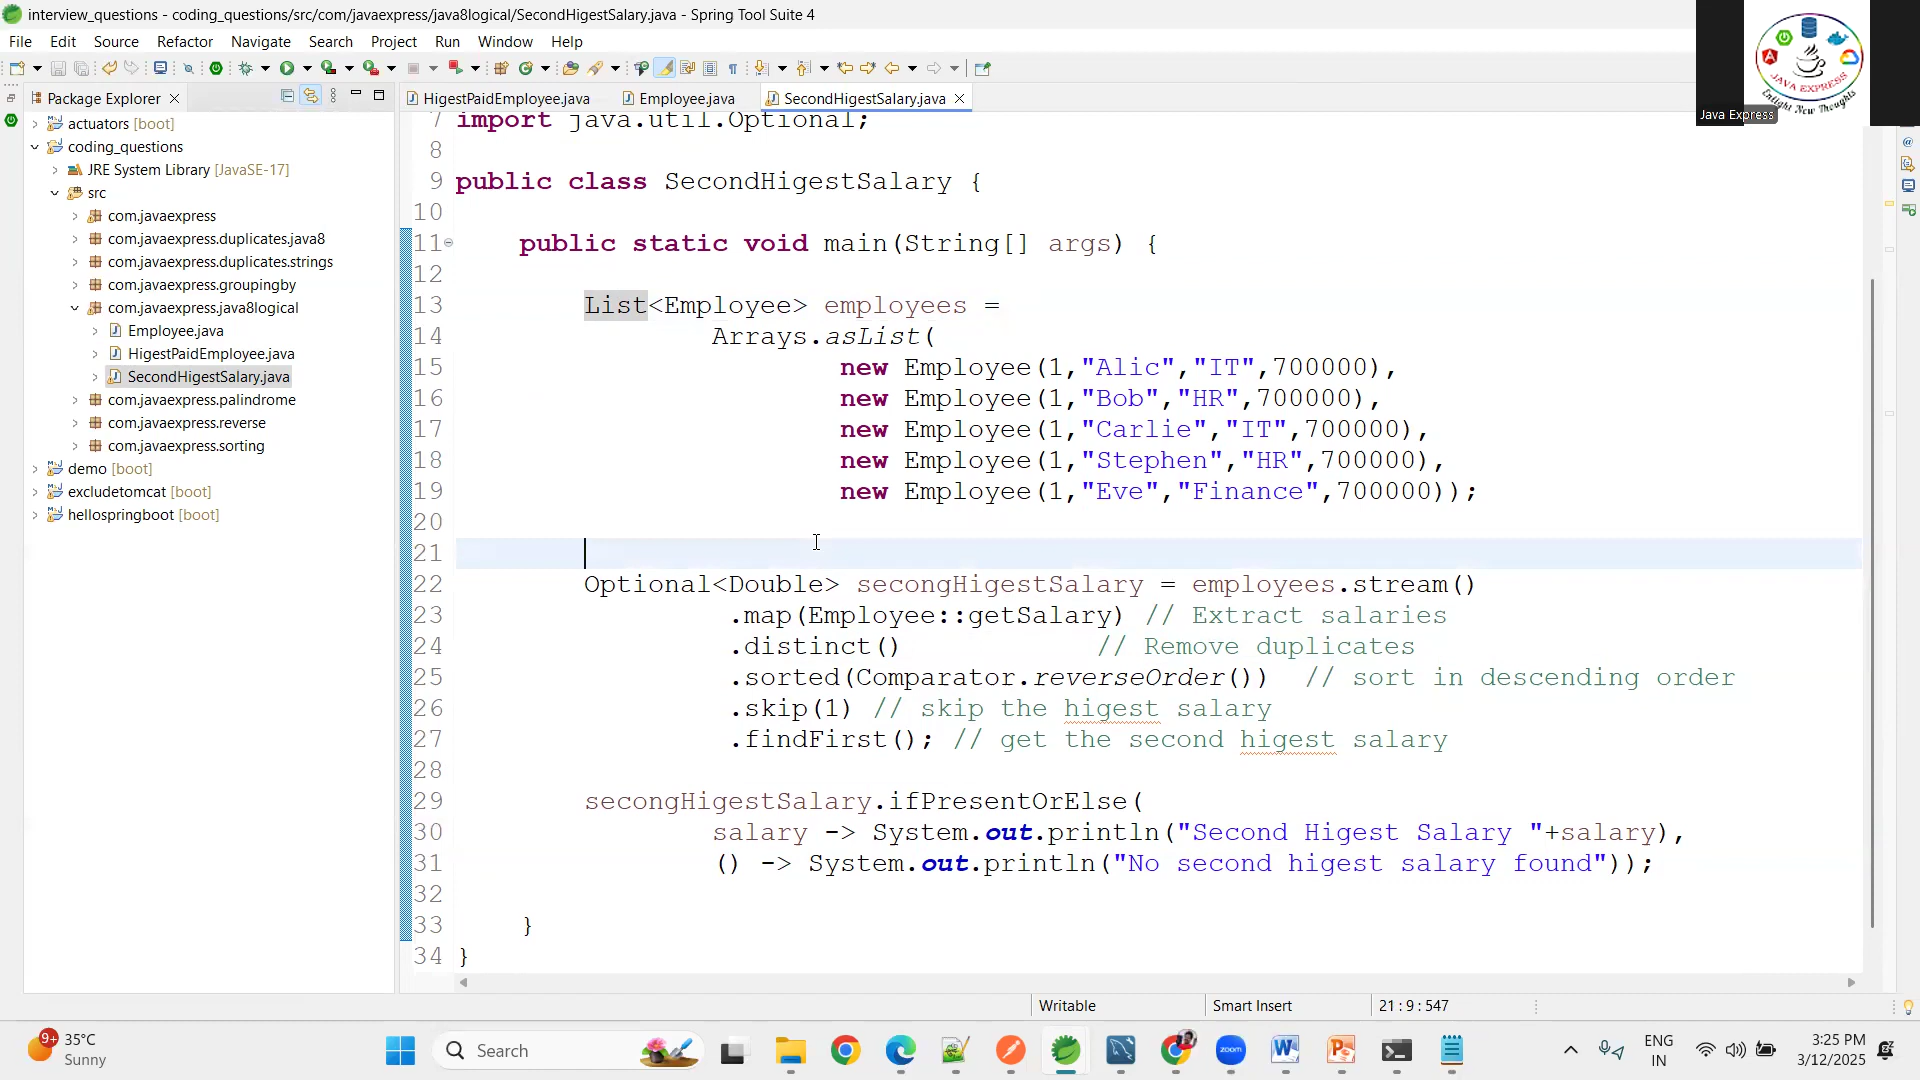 interview_questions - coding_questions/src/com/javaexpress/java8logical/SecondHigestSalary.java - Spring Tool Suite 4
File Edit Source Refactor Navigate Search Project Run Window Help
JAVA EXPRESS
Enlight New Thoughts
Java Express
Package Explorer
HigestPaidEmployee.java Employee.java SecondHigestSalary.java
actuators [boot]
coding_questions
JRE System Library [JavaSE-17]
src
com.javaexpress
com.javaexpress.duplicates.java8
com.javaexpress.duplicates.strings
com.javaexpress.groupingby
com.javaexpress.java8logical
Employee.java
HigestPaidEmployee.java
SecondHigestSalary.java
com.javaexpress.palindrome
com.javaexpress.reverse
com.javaexpress.sorting
demo [boot]
excludetomcat [boot]
hellospringboot [boot]
7 import java.util.Optional;
8
9 public class SecondHigestSalary {
10
11 public static void main(String[] args) {
12
13 List<Employee> employees =
14 Arrays.asList(
15 new Employee(1,"Alic","IT",700000),
16 new Employee(1,"Bob","HR",700000),
17 new Employee(1,"Carlie","IT",700000),
18 new Employee(1,"Stephen","HR",700000),
19 new Employee(1,"Eve","Finance",700000));
20
21
22 Optional<Double> secongHigestSalary = employees.stream()
23 .map(Employee::getSalary) // Extract salaries
24 .distinct() // Remove duplicates
25 .sorted(Comparator.reverseOrder()) // sort in descending order
26 .skip(1) // skip the higest salary
27 .findFirst(); // get the second higest salary
28
29 secongHigestSalary.ifPresentOrElse(
30 salary -> System.out.println("Second Higest Salary "+salary),
31 () -> System.out.println("No second higest salary found"));
32
33 }
34 }
Writable Smart Insert 21 : 9 : 547
9+
35°C
Sunny
Search
zoom
ENG
IN
3:25 PM
3/12/2025